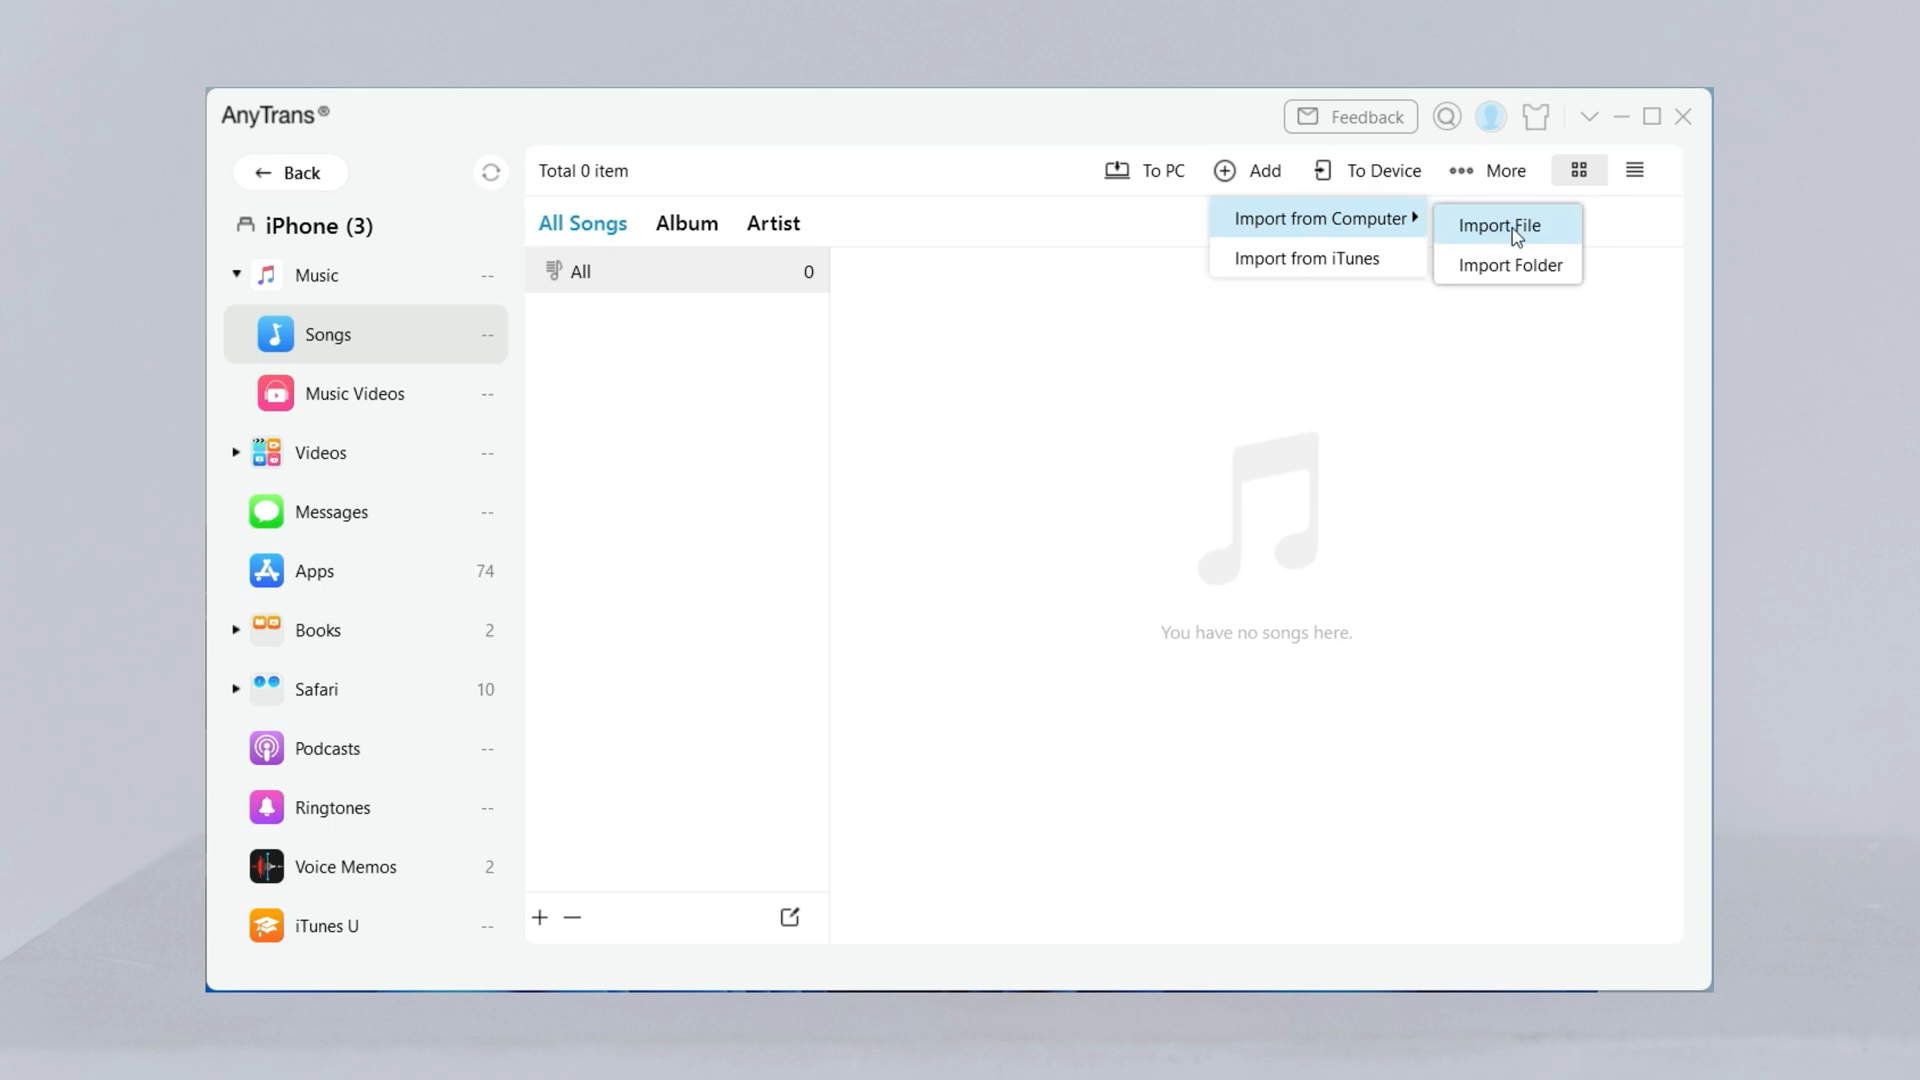 AnyTrans®
Feedback
Back
Total 0 item
To PC
Add
To Device
More
iPhone (3)
All Songs Album Artist
Import from Computer
Import from iTunes
Import File
Import Folder
All 0
Music --
Songs --
Music Videos --
Videos --
Messages --
Apps 74
Books 2
Safari 10
Podcasts --
Ringtones --
Voice Memos 2
iTunes U --
You have no songs here.